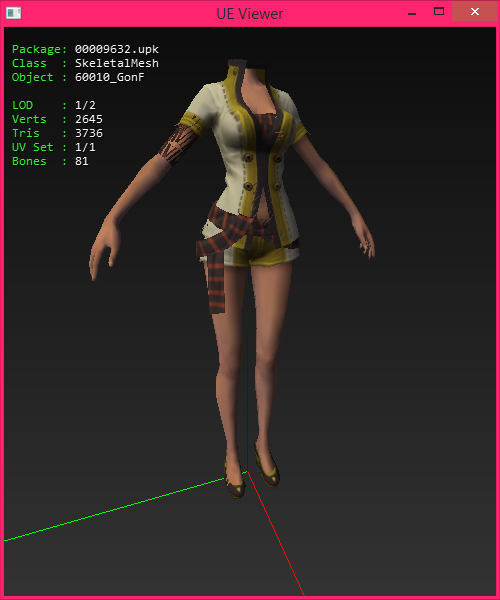 UE Viewer
Package: 00009632.upk
Class : SkeletalMesh
Object : 60010_GonF
LOD : 1/2
Verts : 2645
Tris : 3736
UV Set : 1/1
Bones : 81